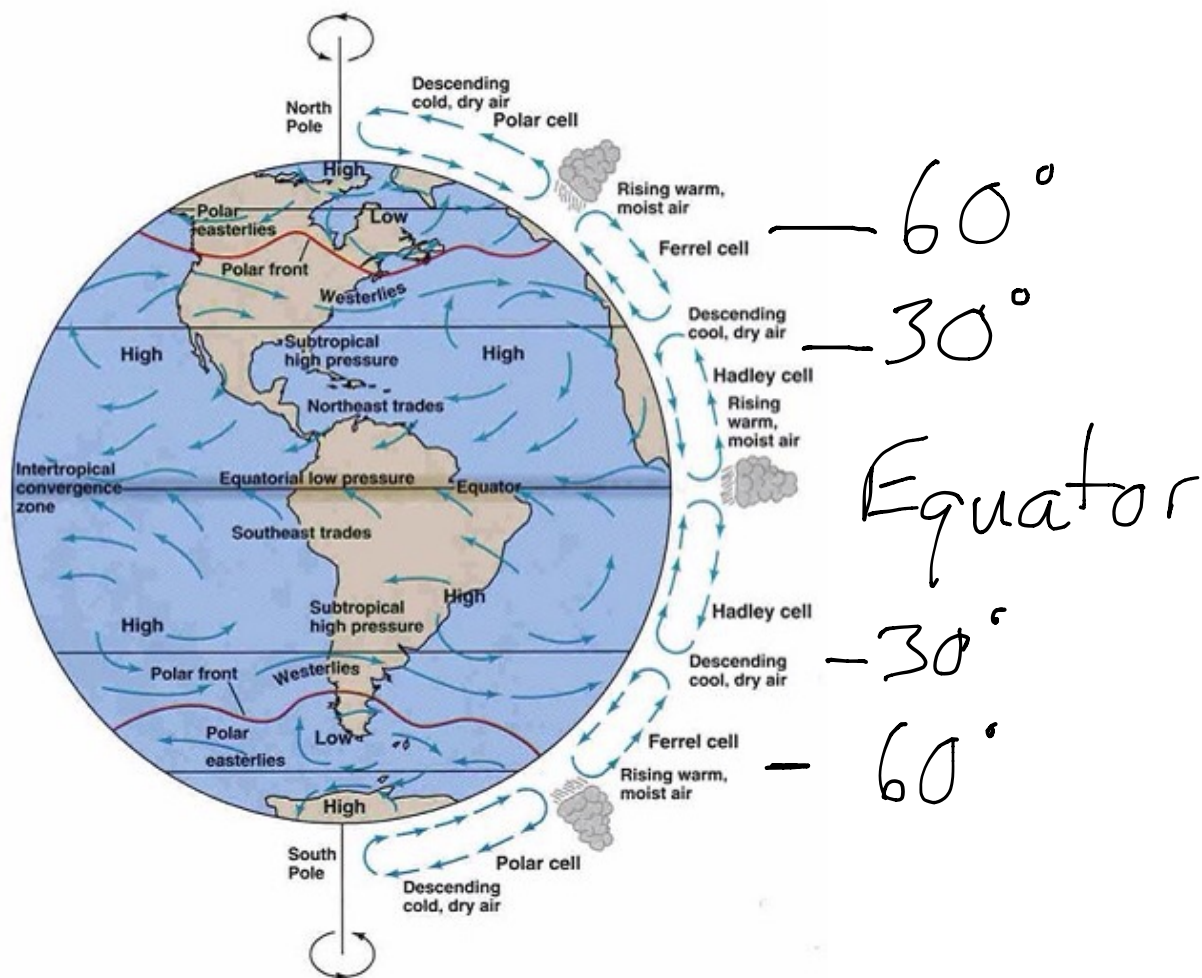 North
Pole
Descending
cold, dry air
Polar cell
High
Rising warm,
moist air
Polar
easterlies
Low
Ferrel cell
— 60°
Polar front
Westerlies
Descending
cool, dry air
— 30°
High
Subtropical
high pressure
High
Hadley cell
Northeast trades
Rising
warm,
moist air
Intertropical
convergence
zone
Equatorial low pressure
Equator
Equator
Southeast trades
Subtropical
high pressure
High
High
Hadley cell
Polar front
Westerlies
Descending
cool, dry air
– 30°
Polar
easterlies
Low
Ferrel cell
Rising warm,
moist air
– 60°
High
South
Pole
Polar cell
Descending
cold, dry air